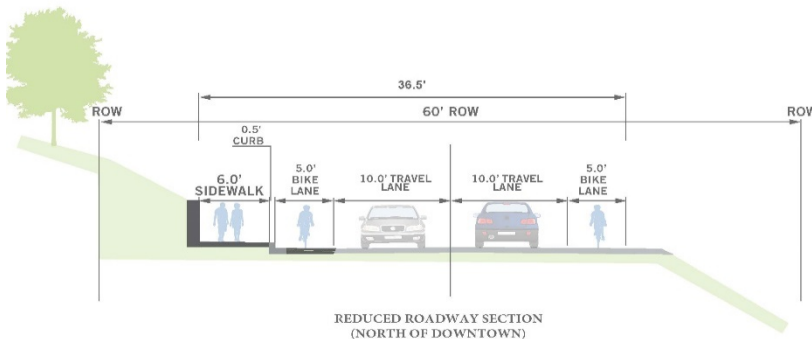 36.5'
ROW
60' ROW
ROW
0.5'
CURB
6.0'
SIDEWALK
5.0'
BIKE
LANE
10.0' TRAVEL
LANE
10.0' TRAVEL
LANE
5.0'
BIKE
LANE
REDUCED ROADWAY SECTION
(NORTH OF DOWNTOWN)